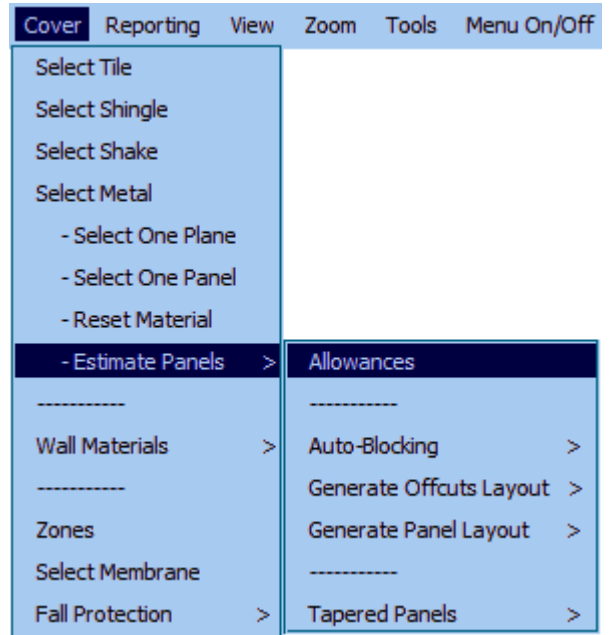 Cover Reporting View Zoom Tools Menu On/Off
Select Tile
Select Shingle
Select Shake
Select Metal
- Select One Plane
- Select One Panel
- Reset Material
- Estimate Panels >
-----------
Wall Materials >
-----------
Zones
Select Membrane
Fall Protection >
Allowances
-----------
Auto-Blocking >
Generate Offcuts Layout >
Generate Panel Layout >
-----------
Tapered Panels >